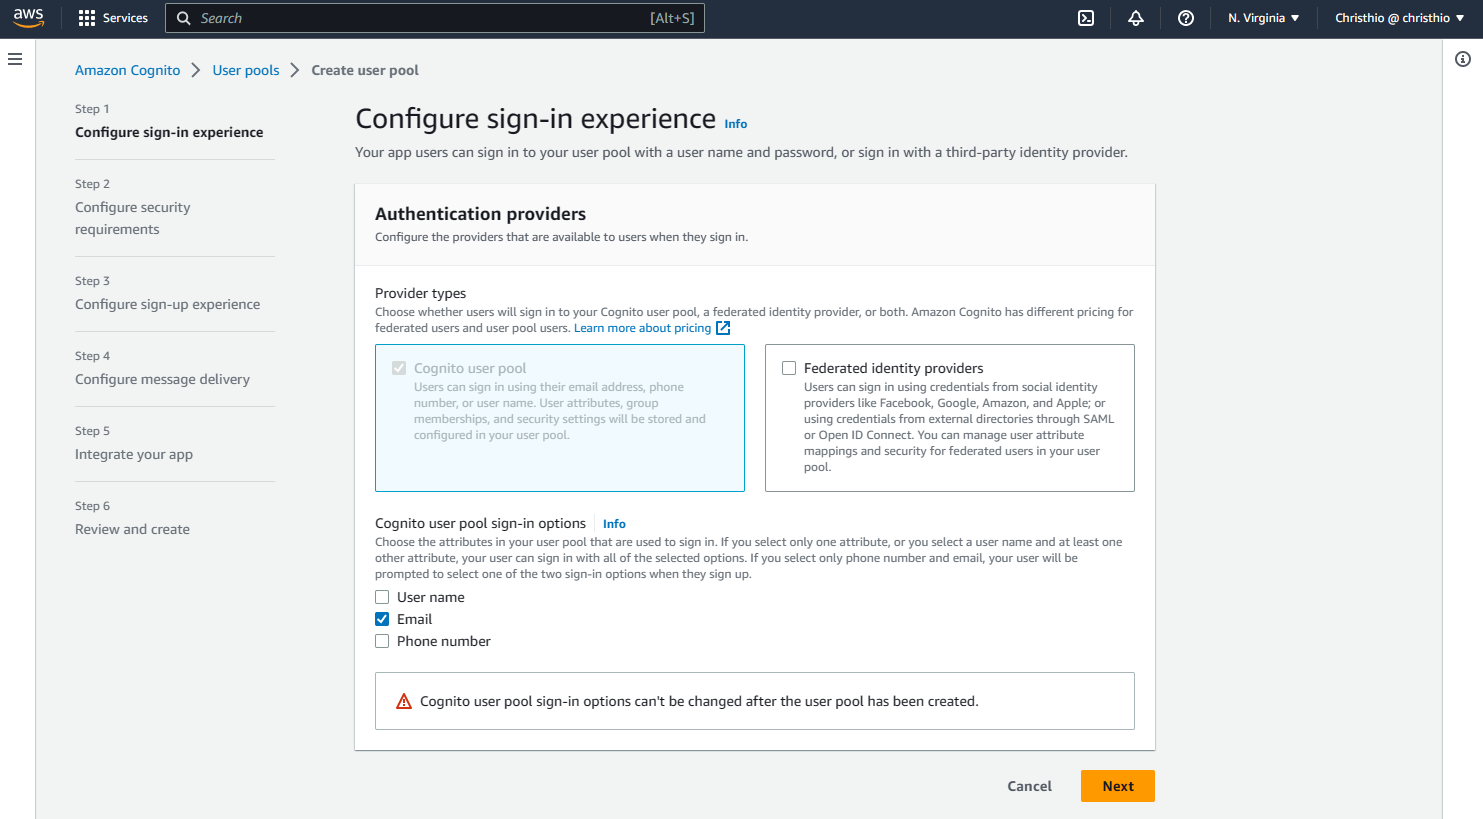 aws
Services
Search
[Alt+S]
N. Virginia
Christhio @ christhio
Amazon Cognito
User pools
Create user pool
Step 1
Configure sign-in experience
Step 2
Configure security
requirements
Step 3
Configure sign-up experience
Step 4
Configure message delivery
Step 5
Integrate your app
Step 6
Review and create
Configure sign-in experience Info
Your app users can sign in to your user pool with a user name and password, or sign in with a third-party identity provider.
Authentication providers
Configure the providers that are available to users when they sign in.
Provider types
Choose whether users will sign in to your Cognito user pool, a federated identity provider, or both. Amazon Cognito has different pricing for
federated users and user pool users. Learn more about pricing
Cognito user pool
Users can sign in using their email address, phone
number, or user name. User attributes, group
memberships, and security settings will be stored and
configured in your user pool.
Federated identity providers
Users can sign in using credentials from social identity
providers like Facebook, Google, Amazon, and Apple; or
using credentials from external directories through SAML
or Open ID Connect. You can manage user attribute
mappings and security for federated users in your user
pool.
Cognito user pool sign-in options Info
Choose the attributes in your user pool that are used to sign in. If you select only one attribute, or you select a user name and at least one
other attribute, your user can sign in with all of the selected options. If you select only phone number and email, your user will be
prompted to select one of the two sign-in options when they sign up.
User name
Email
Phone number
Cognito user pool sign-in options can't be changed after the user pool has been created.
Cancel
Next